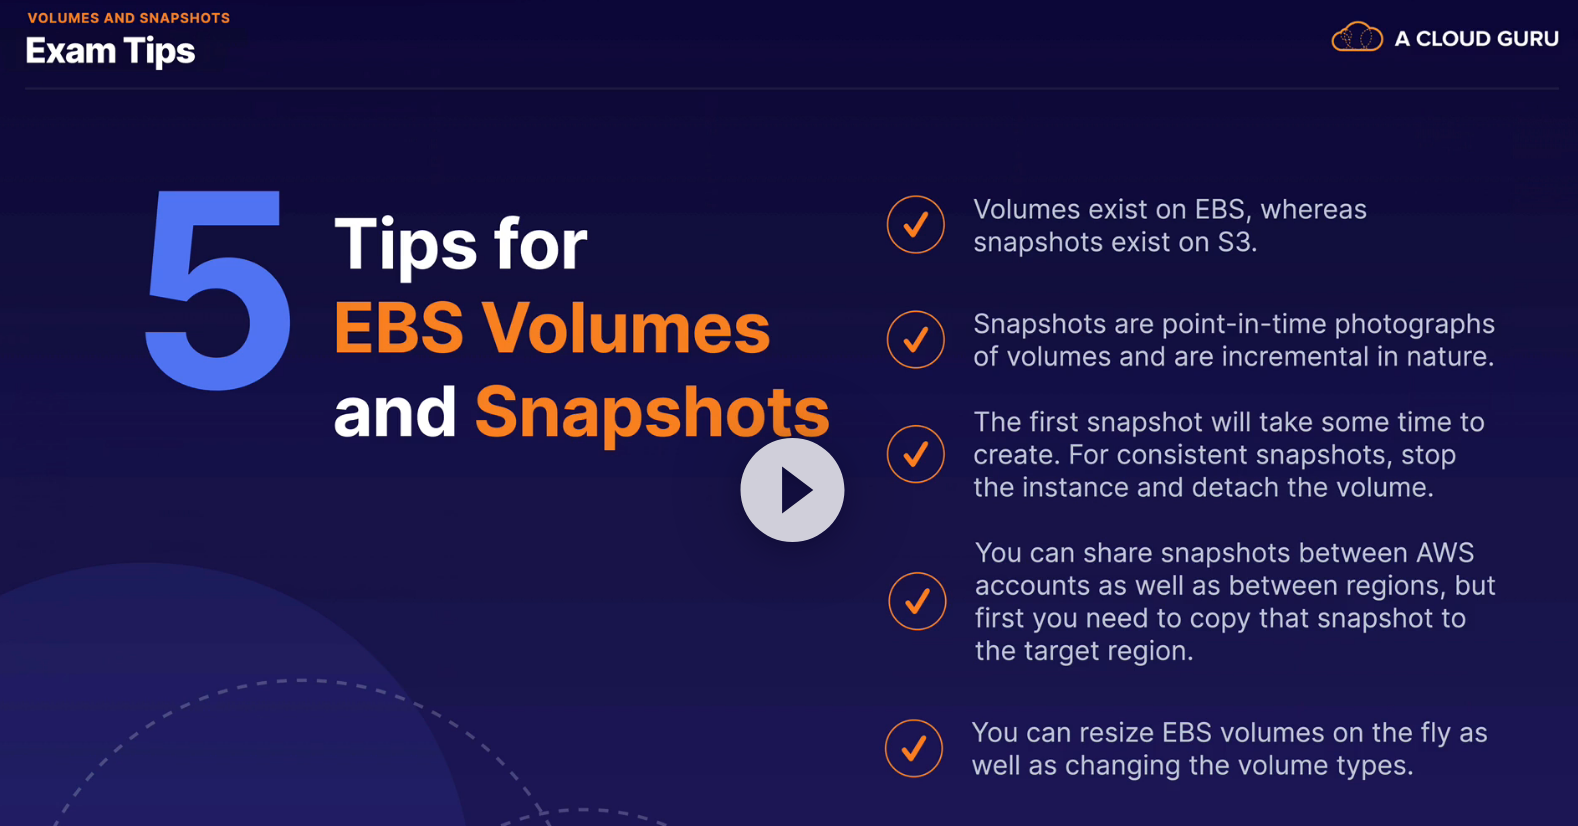 VOLUMES AND SNAPSHOTS
Exam Tips
A CLOUD GURU
5
Tips for
EBS Volumes
and Snapshots
Volumes exist on EBS, whereas
snapshots exist on S3.
Snapshots are point-in-time photographs
of volumes and are incremental in nature.
The first snapshot will take some time to
create. For consistent snapshots, stop
the instance and detach the volume.
You can share snapshots between AWS
accounts as well as between regions, but
first you need to copy that snapshot to
the target region.
You can resize EBS volumes on the fly as
well as changing the volume types.